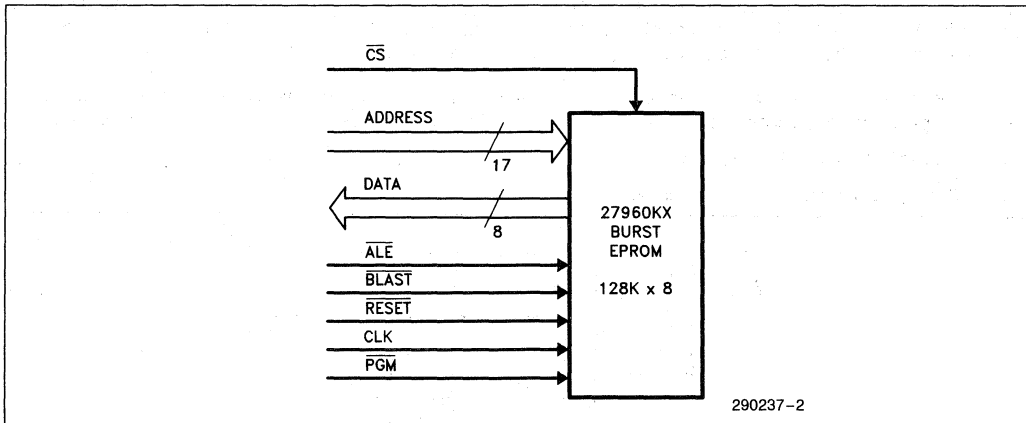 CS
ADDRESS
17
DATA
8
ALE
BLAST
RESET
CLK
PGM
27960KX
BURST
EPROM
128K x 8
290237-2